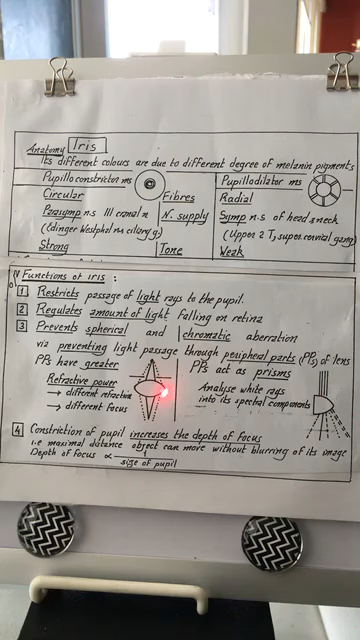 Anatomy Iris
Its different colours are due to different degree of melanin pigments
Pupilloconstrictor ms Pupillodilator ms
Circular Fibres Radial
Parasymp n.s III cranial n N. supply Symp n.s of head & neck
(Edinger Westphal nu ciliary g) (Upper 2 T, super. cervical gang)
Strong Tone Weak
Functions of iris :
1 Restricts passage of light rays to the pupil.
2 Regulates amount of light falling on retina
3 Prevents spherical and chromatic aberration
via preventing light passage through peripheral parts (PPs) of lens
PPs have greater PPs act as prisms
Refractive power Analyse white rays
→ different refraction into its spectral components
→ different focus
4 Constriction of pupil increases the depth of focus
i.e maximal distance object can move without blurring of its image
Depth of focus ∝ 1
size of pupil